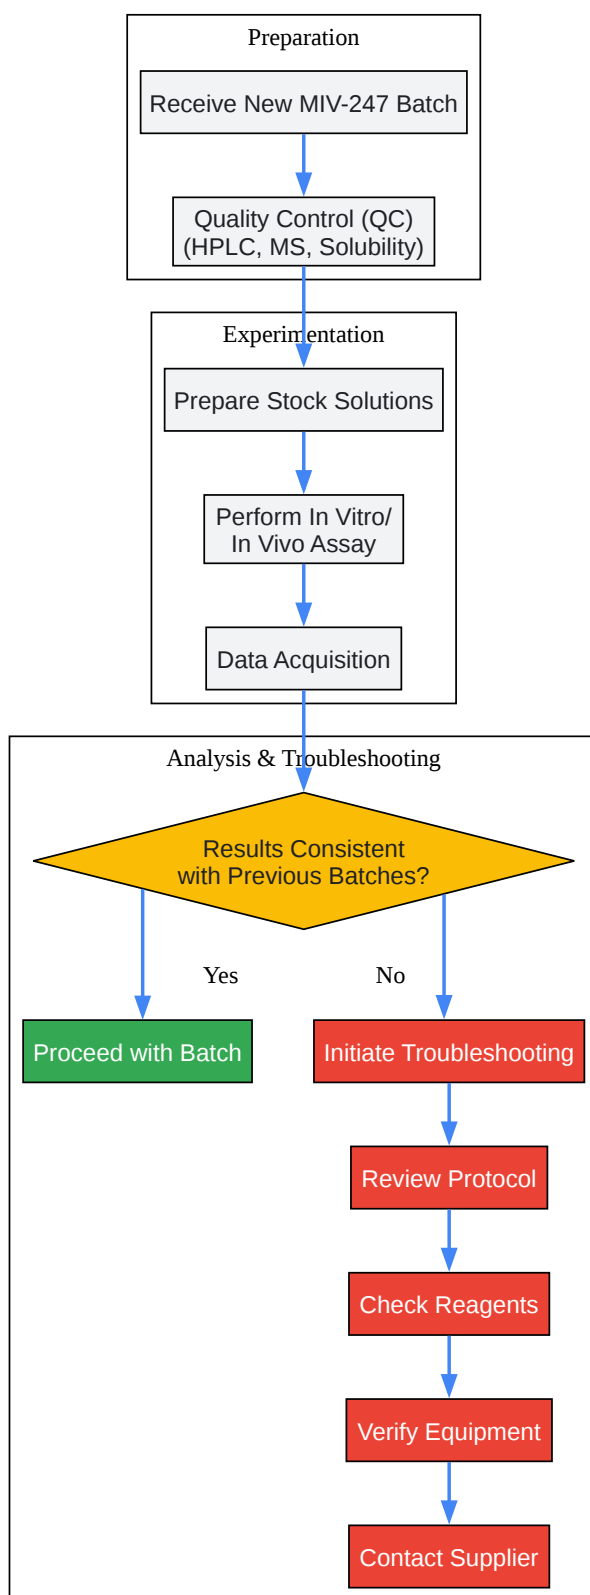 Preparation
Receive New MIV-247 Batch
Quality Control (QC)
(HPLC, MS, Solubility)
Experimentation
Prepare Stock Solutions
Perform In Vitro/
In Vivo Assay
Data Acquisition
Analysis & Troubleshooting
Results Consistent
with Previous Batches?
Yes
No
Proceed with Batch
Initiate Troubleshooting
Review Protocol
Check Reagents
Verify Equipment
Contact Supplier